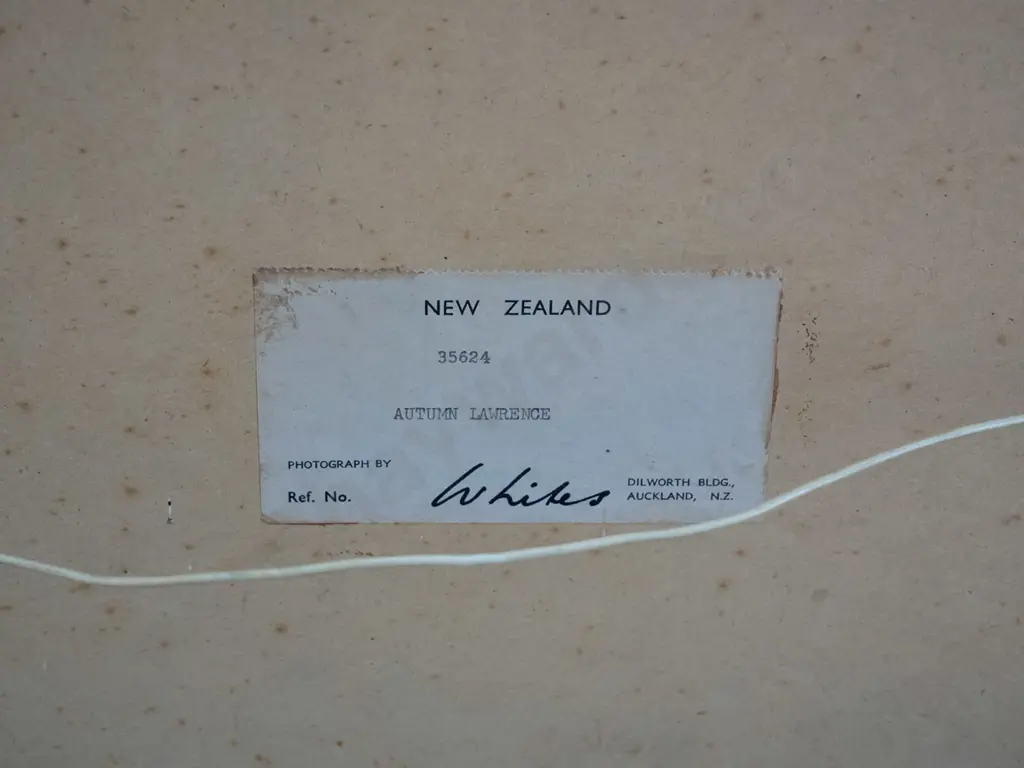 NEW ZEALAND
35624
AUTUMN LAWRENCE
PHOTOGRAPH BY
Ref. No.
Whites
DILWORTH BLDG.,
AUCKLAND, N.Z.